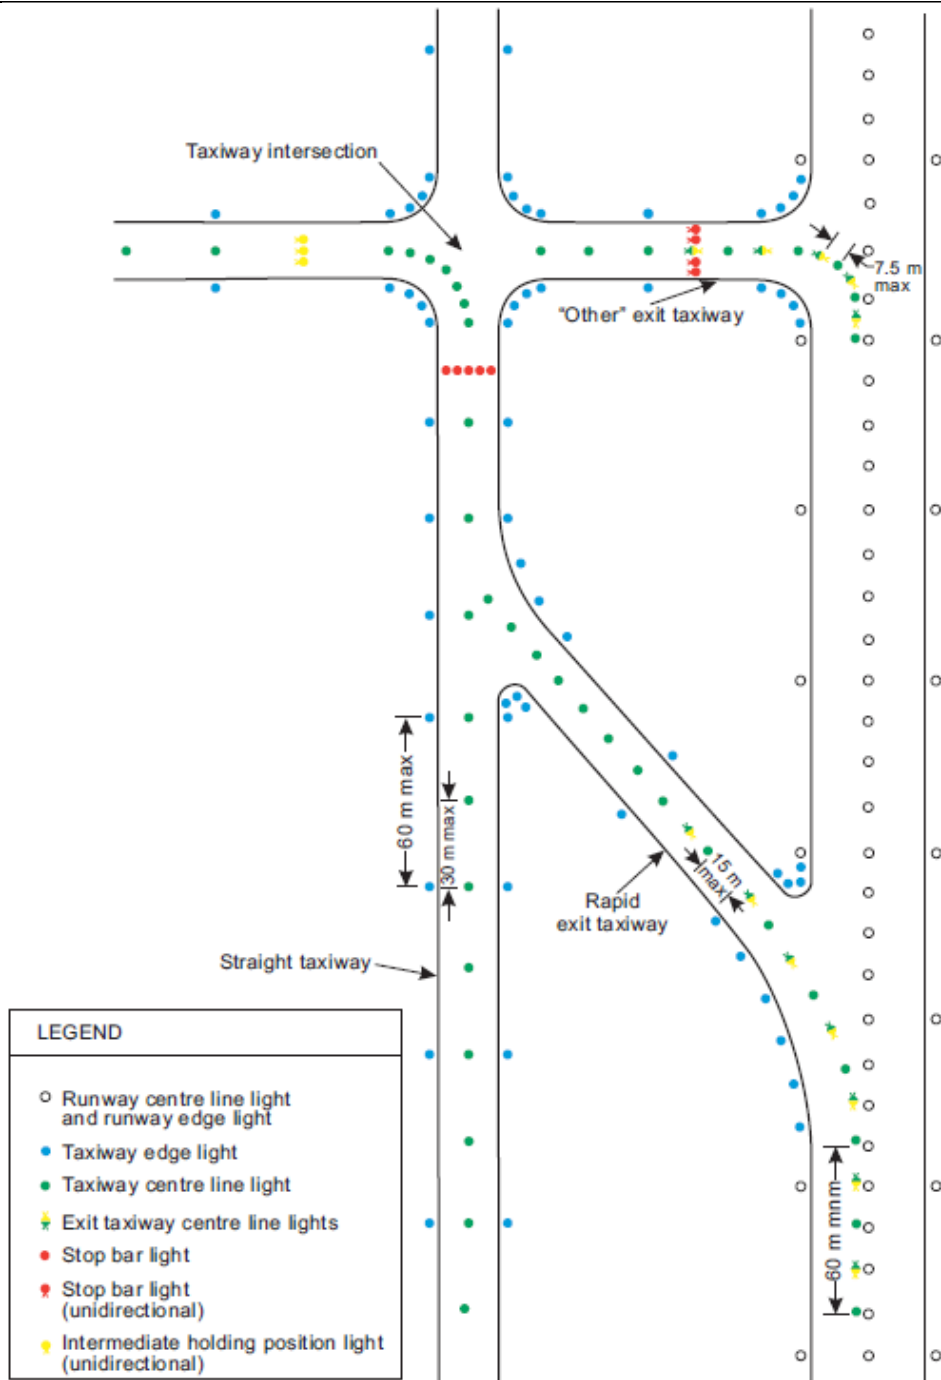 Taxiway intersection
7.5 m
max
"Other" exit taxiway
60 m max
30 m max
15 m
max
Rapid
exit taxiway
Straight taxiway
60 m mnm
LEGEND
Runway centre line light
and runway edge light
Taxiway edge light
Taxiway centre line light
Exit taxiway centre line lights
Stop bar light
Stop bar light
(unidirectional)
Intermediate holding position light
(unidirectional)